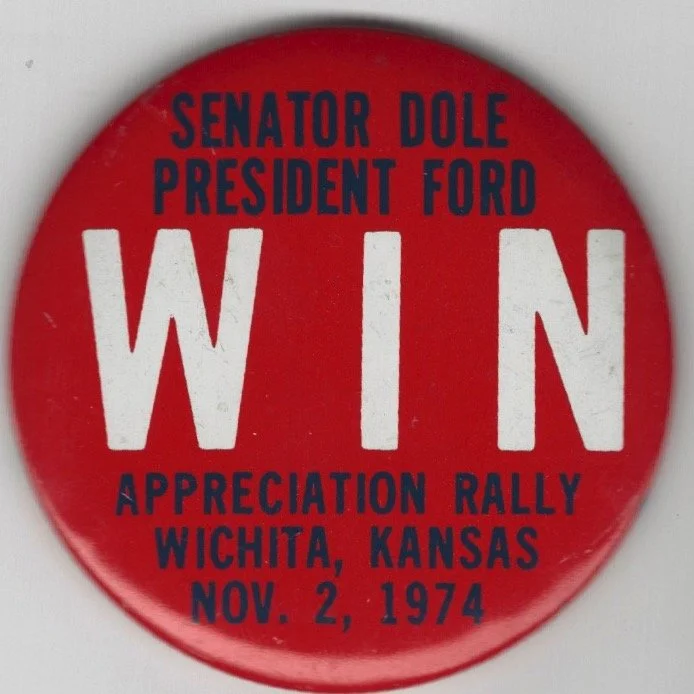 SENATOR DOLE
PRESIDENT FORD
WIN
APPRECIATION RALLY
WICHITA, KANSAS
NOV. 2, 1974